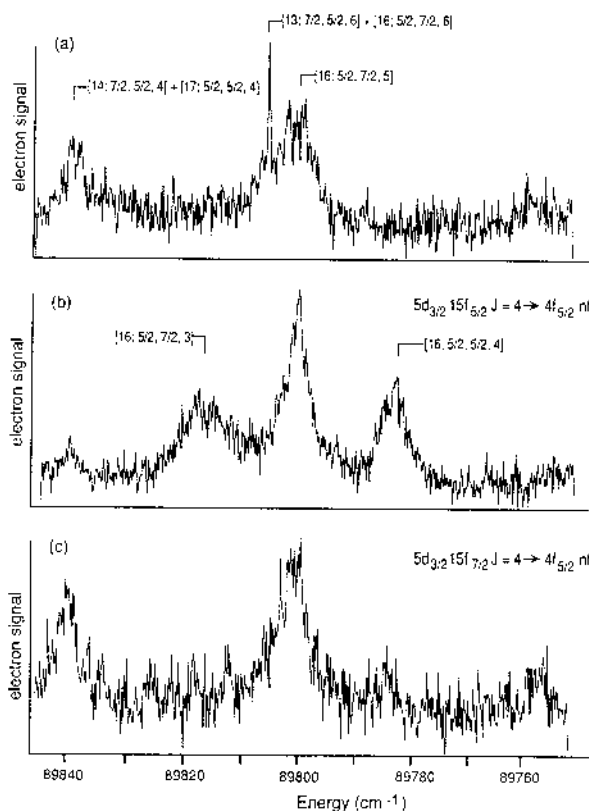 (a)
[13; 7/2, 5/2, 6] + [16; 5/2, 7/2, 6]
[14; 7/2, 5/2, 4] + [17; 5/2, 5/2, 4]
[16; 5/2, 7/2, 5]
electron signal
(b)
5d3/2 15f5/2 J = 4 → 4f5/2 nf
[16; 5/2, 7/2, 3]
[16, 5/2, 5/2, 4]
electron signal
(c)
5d3/2 15f7/2 J = 4 → 4f5/2 nf
electron signal
89840
89820
89800
89780
89760
Energy (cm-1)